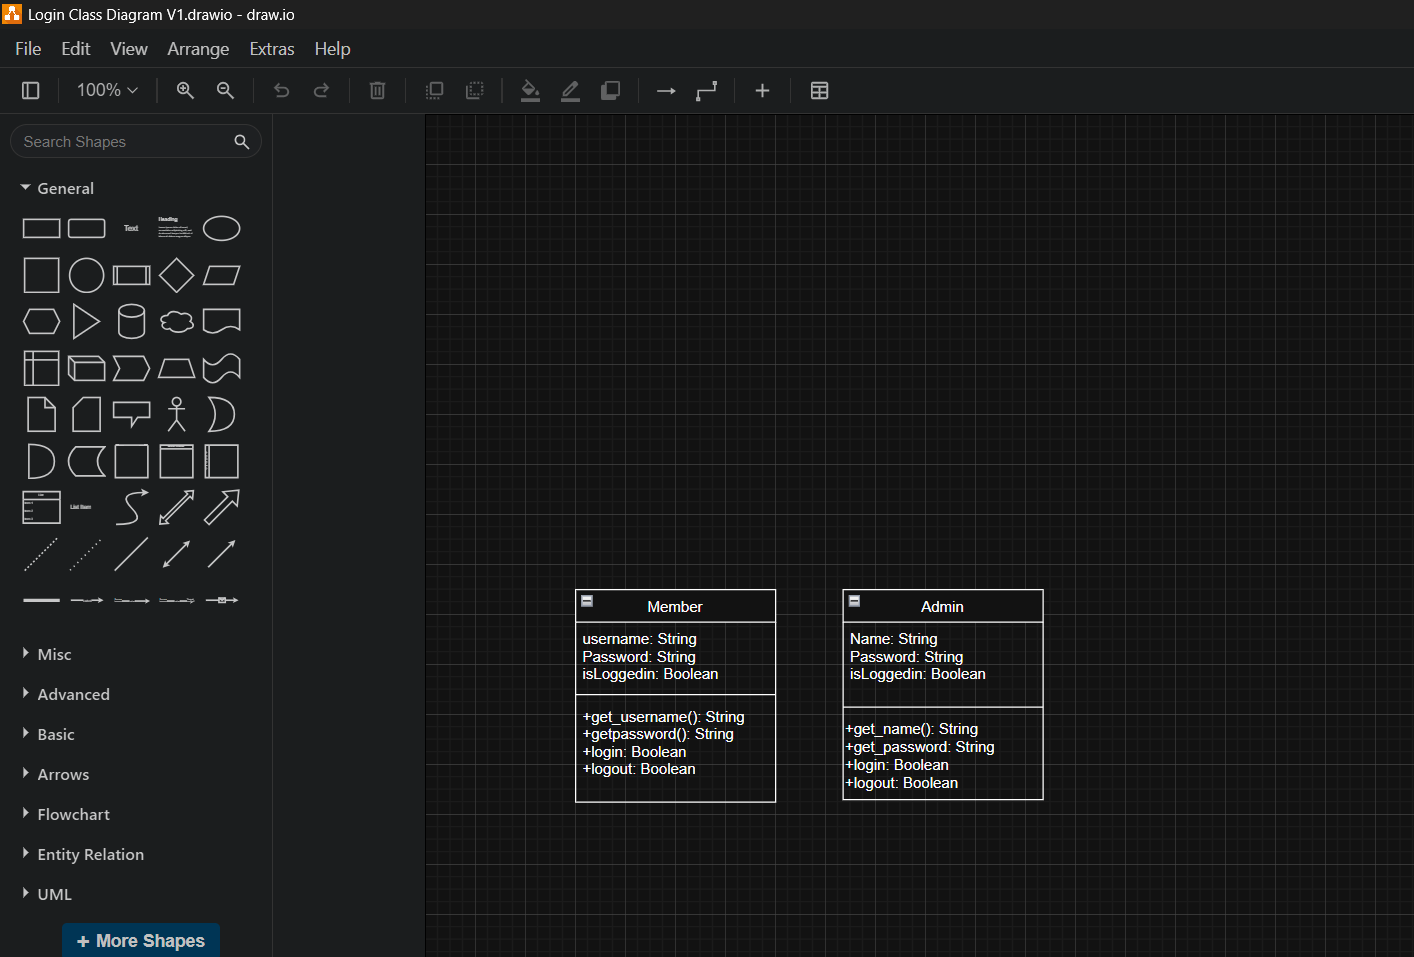 Login Class Diagram V1.drawio - draw.io
File Edit View Arrange Extras Help
100%
Search Shapes
General
Text
Heading
List Item
Misc
Advanced
Basic
Arrows
Flowchart
Entity Relation
UML
+ More Shapes
Member
username: String
Password: String
isLoggedin: Boolean
+get_username(): String
+getpassword(): String
+login: Boolean
+logout: Boolean
Admin
Name: String
Password: String
isLoggedin: Boolean
+get_name(): String
+get_password: String
+login: Boolean
+logout: Boolean